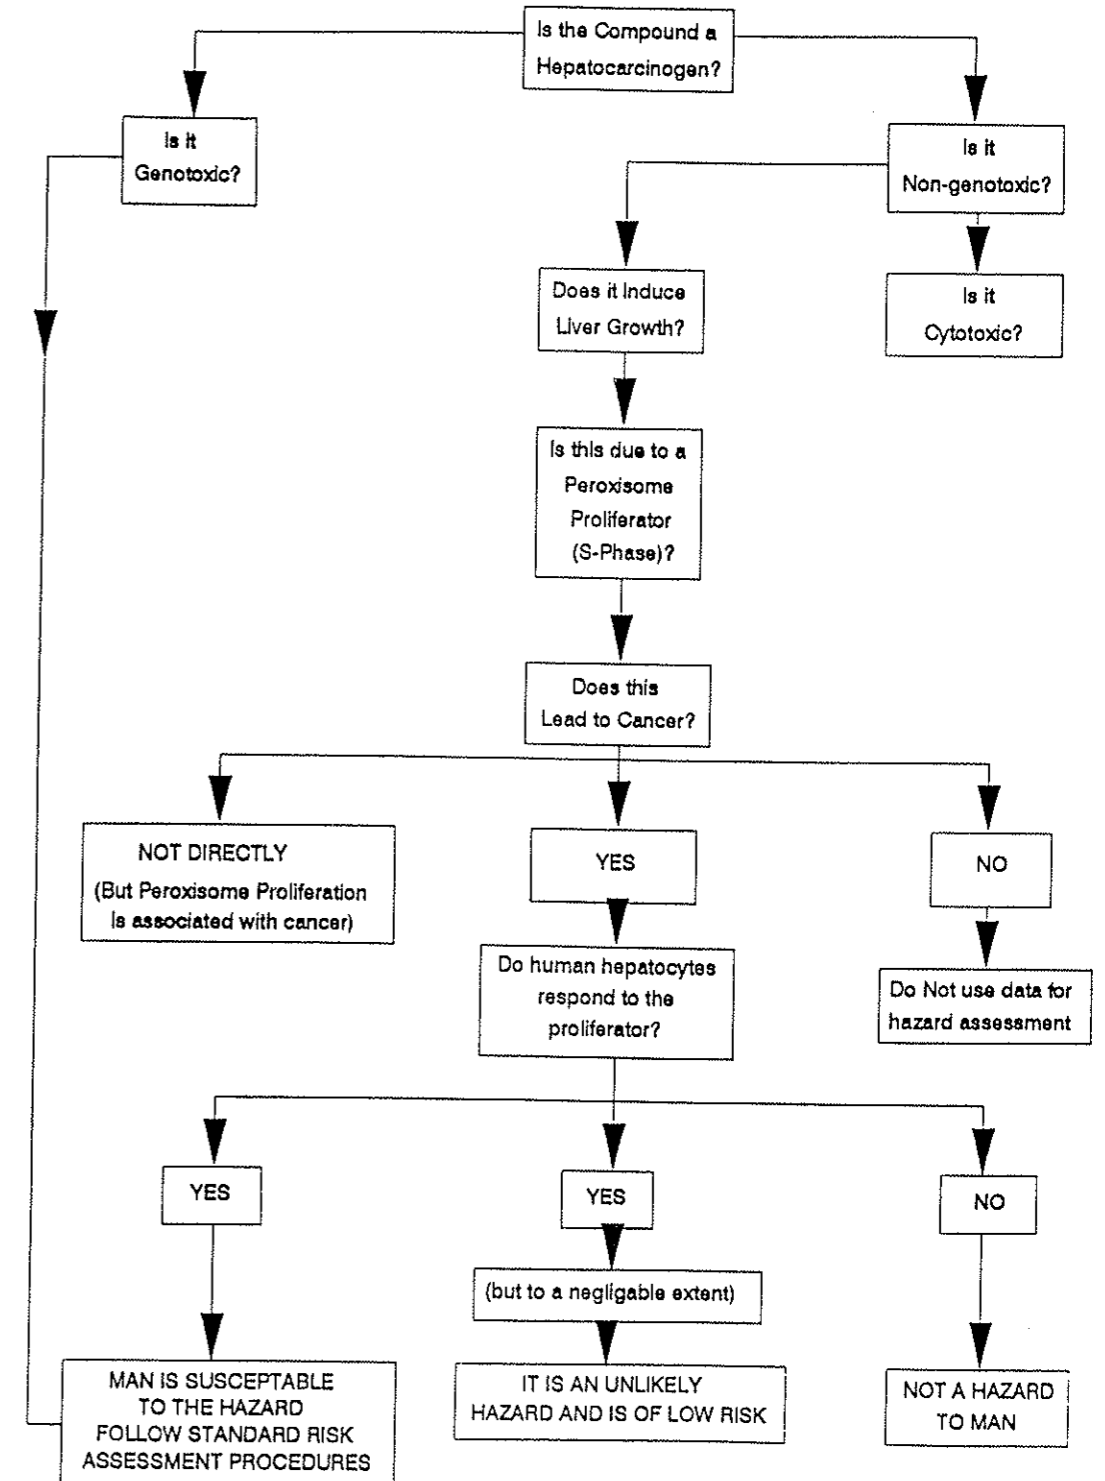 Is the Compound a
Hepatocarcinogen?
Is it
Genotoxic?
Is it
Non-genotoxic?
Does it Induce
Liver Growth?
Is it
Cytotoxic?
Is this due to a
Peroxisome
Proliferator
(S-Phase)?
Does this
Lead to Cancer?
NOT DIRECTLY
(But Peroxisome Proliferation
Is associated with cancer)
YES
NO
Do human hepatocytes
respond to the
proliferator?
Do Not use data for
hazard assessment
YES
YES
NO
(but to a negligable extent)
MAN IS SUSCEPTABLE
TO THE HAZARD
FOLLOW STANDARD RISK
ASSESSMENT PROCEDURES
IT IS AN UNLIKELY
HAZARD AND IS OF LOW RISK
NOT A HAZARD
TO MAN